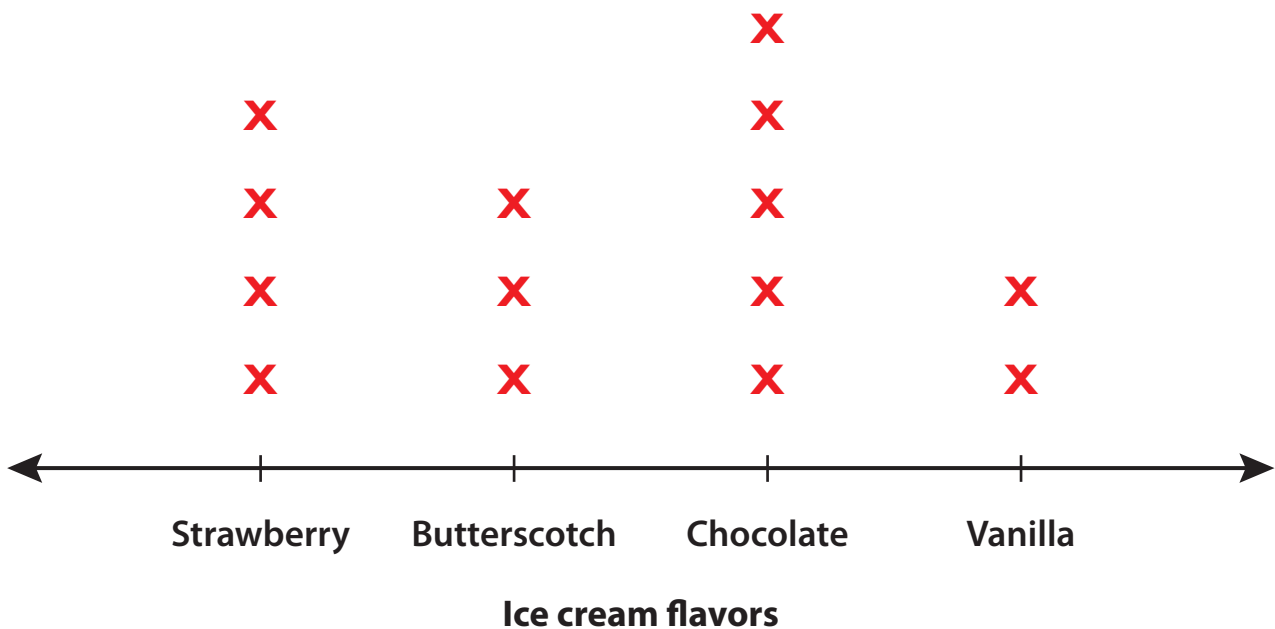 x
x x
x x x
x x x x
x x x x
Strawberry Butterscotch Chocolate Vanilla
Ice cream flavors